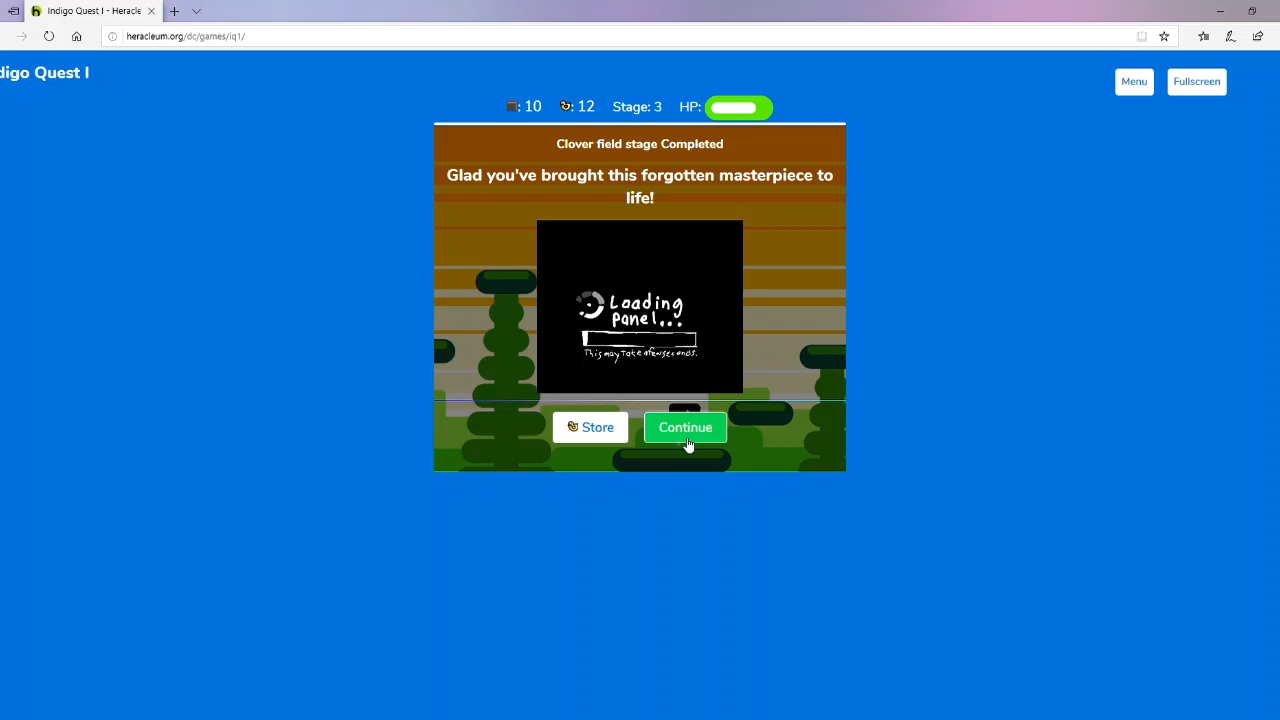 Indigo Quest I - Heracle
heracleum.org/dc/games/iq1/
digo Quest I
Menu
Fullscreen
: 10
: 12
Stage: 3
HP:
Clover field stage Completed
Glad you've brought this forgotten masterpiece to
life!
Loading
panel...
This may take a few seconds.
Store
Continue